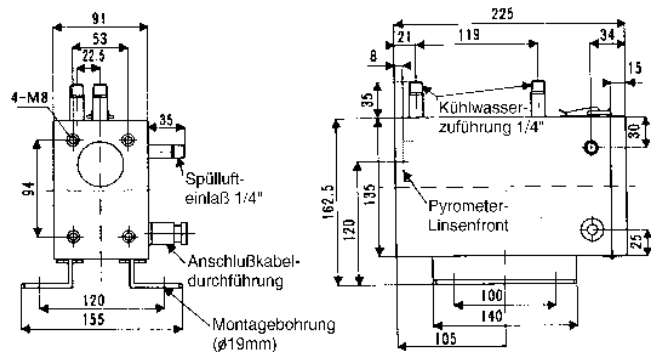 91
53
22.5
4-M8
35
94
Spülluft-
einlaß 1/4"
Anschlußkabel-
durchführung
120
155
Montagebohrung
(ø19mm)
225
21
119
34
8
15
35
Kühlwasser-
zuführung 1/4"
30
162.5
135
120
Pyrometer-
Linsenfront
25
100
140
105